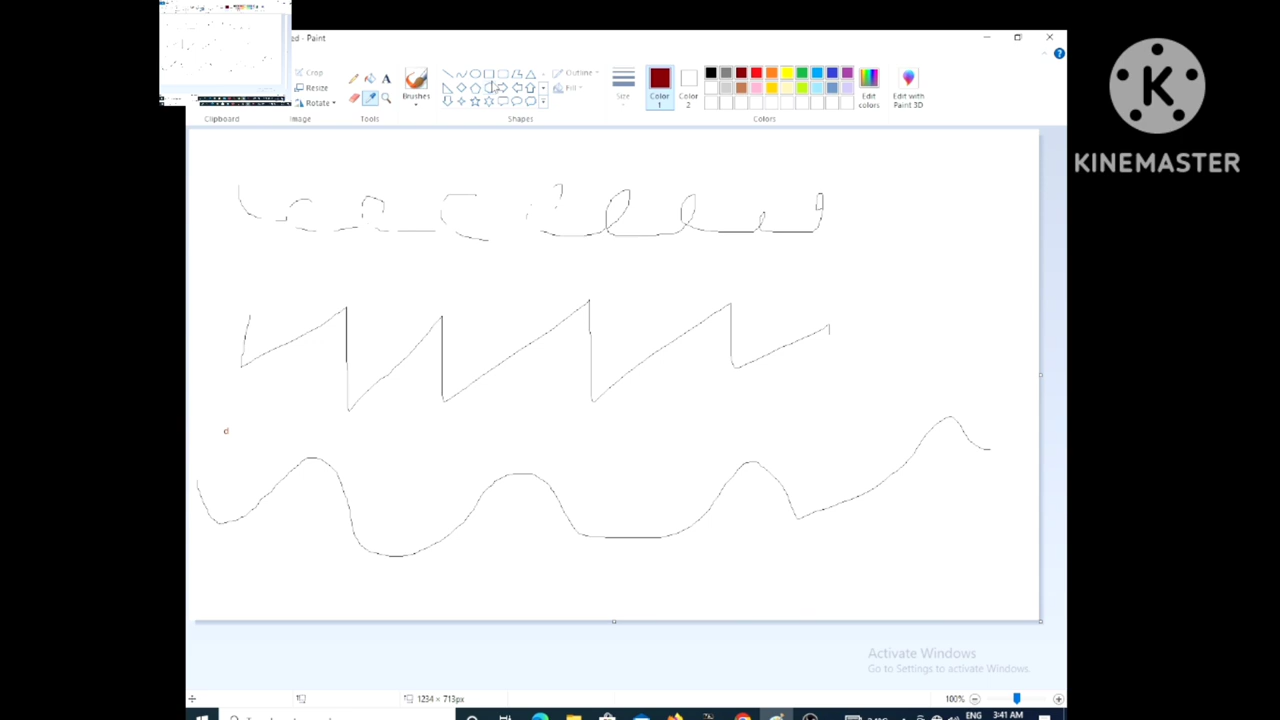 - Paint
Crop
Resize
Rotate
A
Brushes
Outline
Fill
Size
Color
1
Color
2
Edit
colors
Edit with
Paint 3D
Clipboard
Image
Tools
Shapes
Colors
K
KINEMASTER
d
Activate Windows
Go to Settings to activate Windows.
1234 × 713px
100%
ENG
3:41 AM